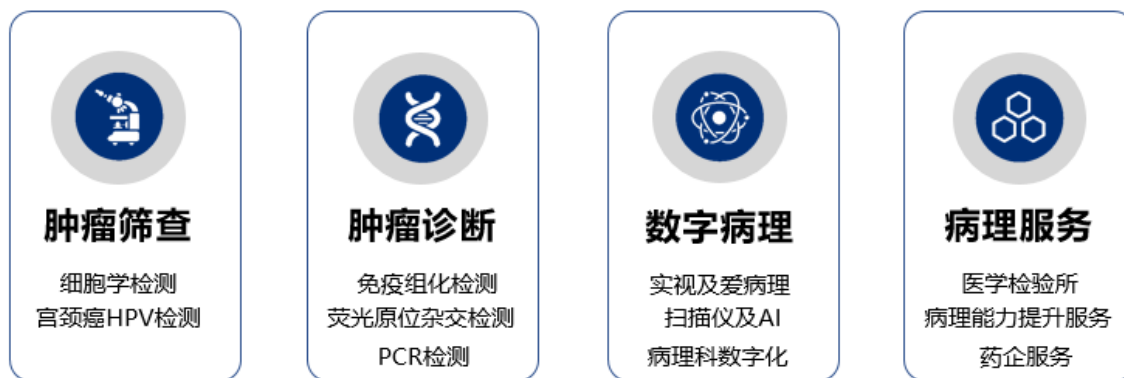 肿瘤筛查
细胞学检测
宫颈癌HPV检测
肿瘤诊断
免疫组化检测
荧光原位杂交检测
PCR检测
数字病理
实视及爱病理
扫描仪及AI
病理科数字化
病理服务
医学检验所
病理能力提升服务
药企服务